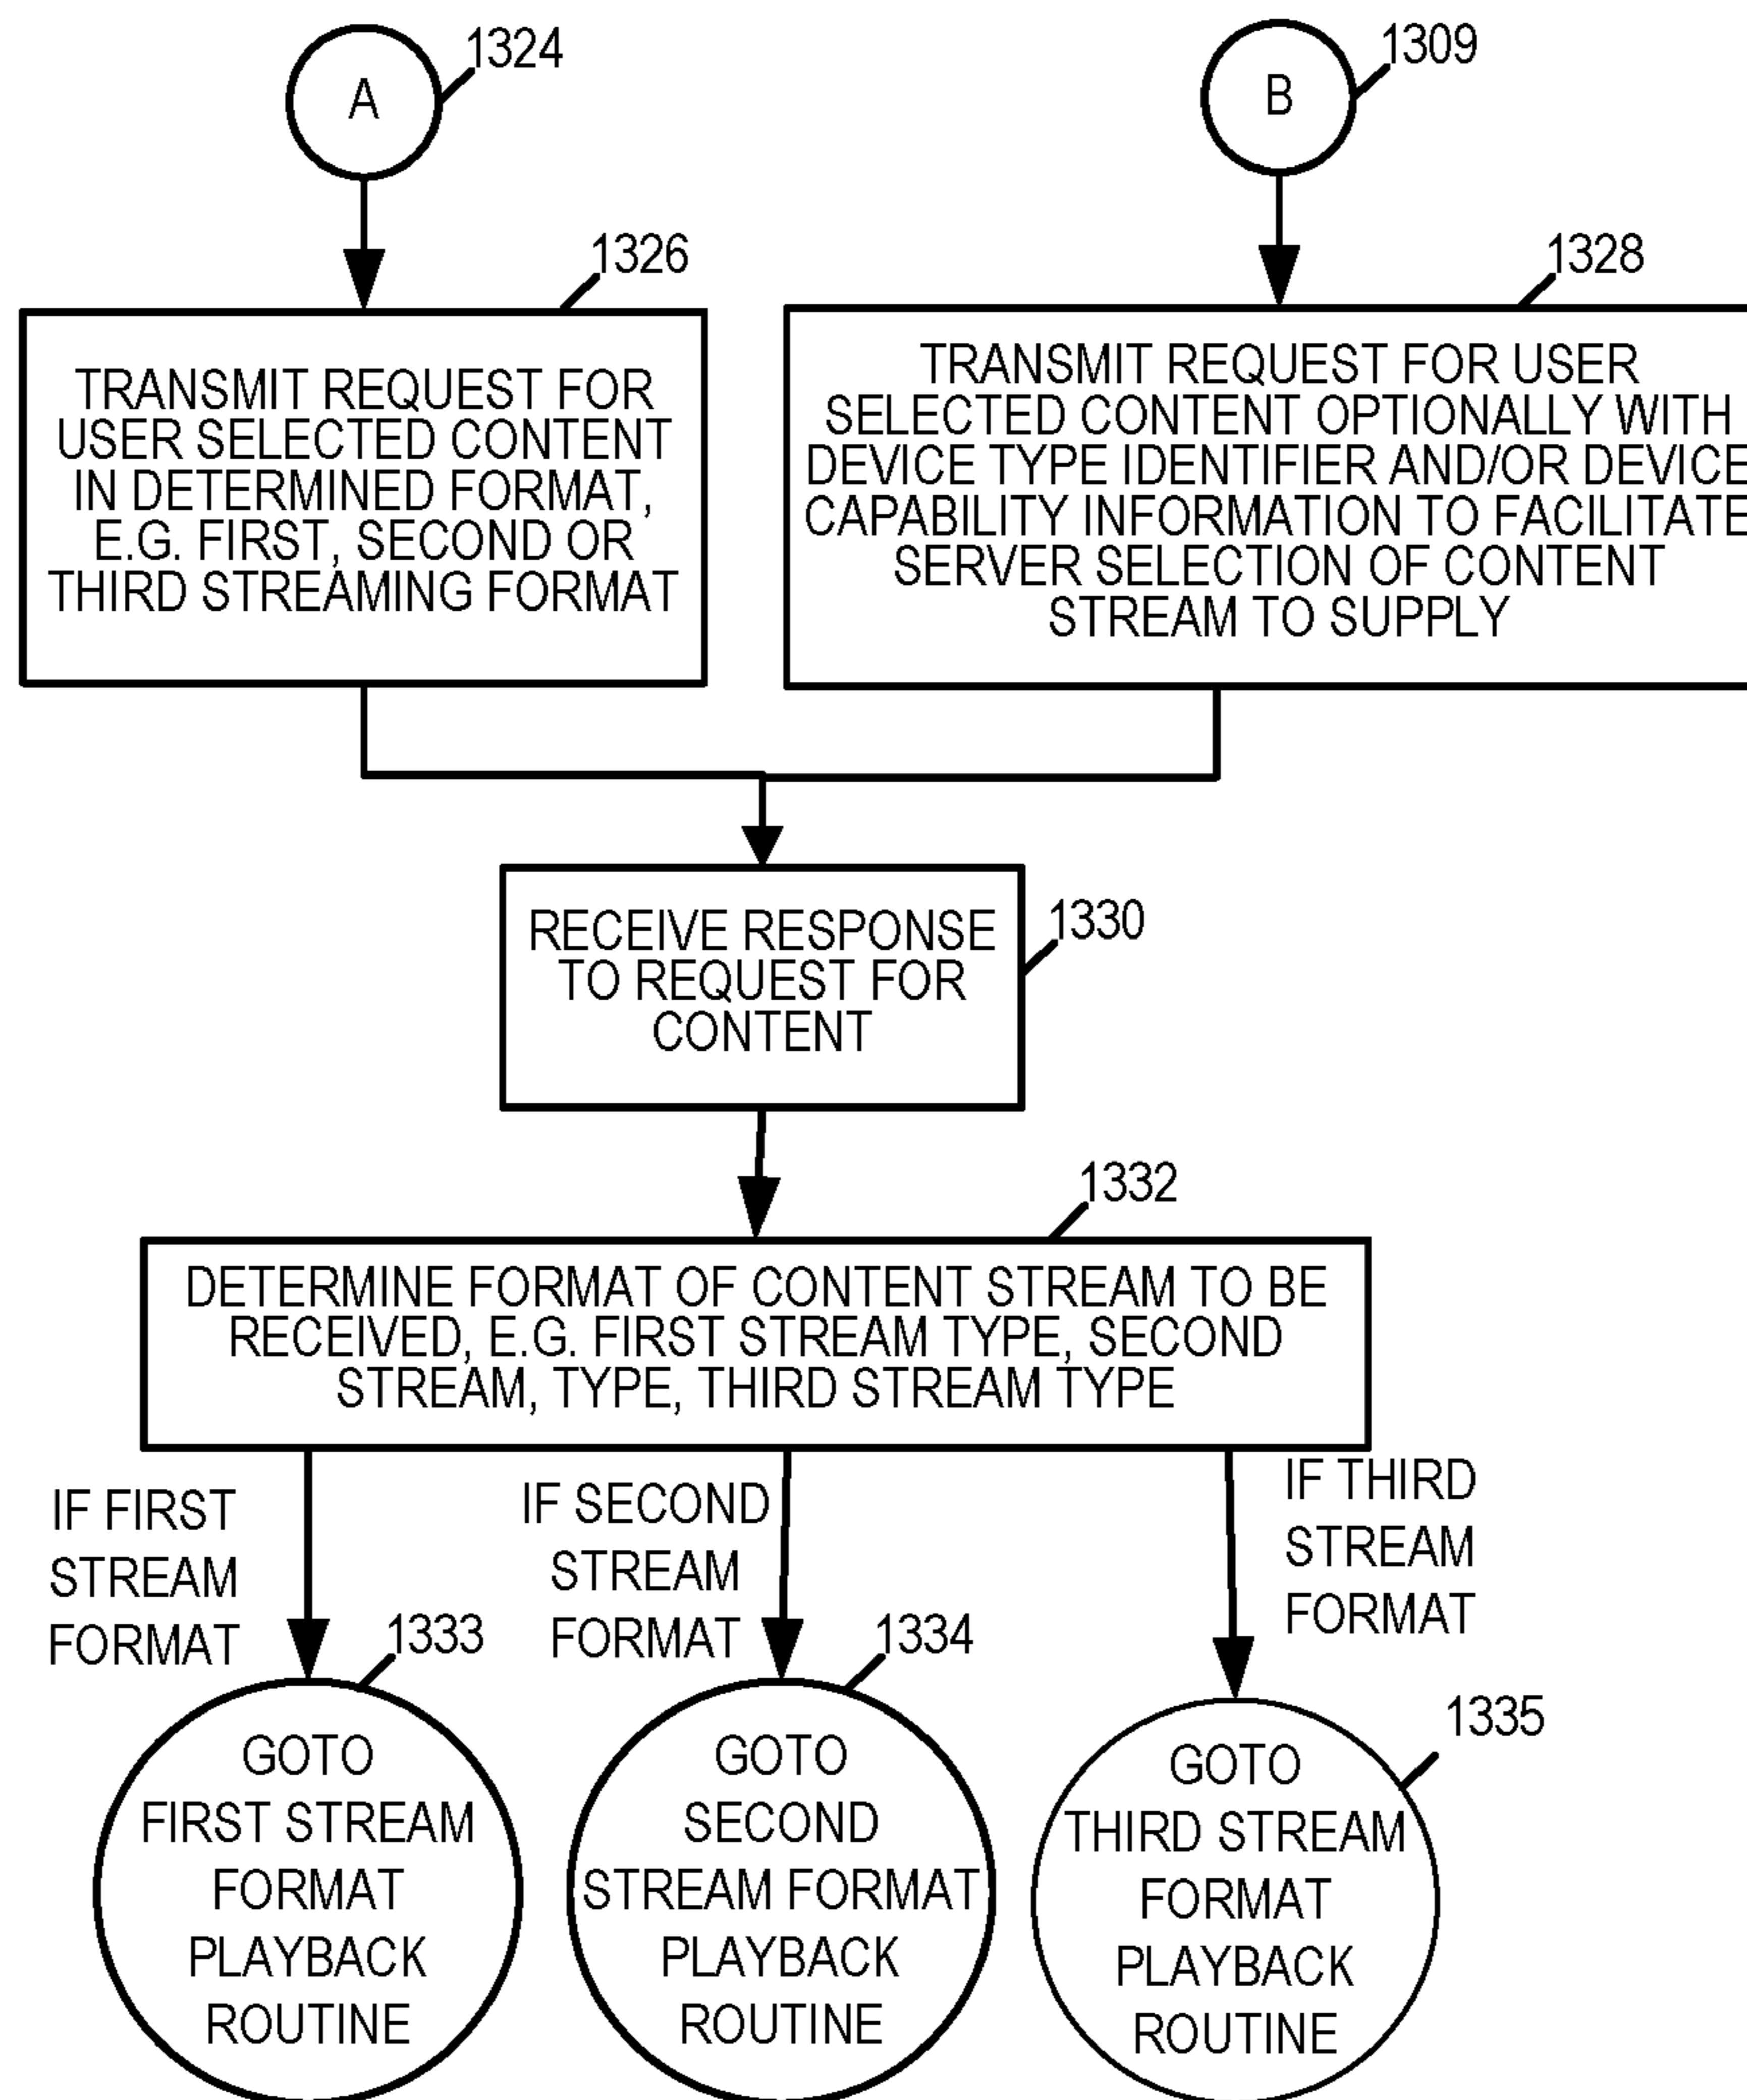 A
1324
B
1309
1326
TRANSMIT REQUEST FOR
USER SELECTED CONTENT
IN DETERMINED FORMAT,
E.G. FIRST, SECOND OR
THIRD STREAMING FORMAT
1328
TRANSMIT REQUEST FOR USER
SELECTED CONTENT OPTIONALLY WITH
DEVICE TYPE IDENTIFIER AND/OR DEVICE
CAPABILITY INFORMATION TO FACILITATE
SERVER SELECTION OF CONTENT
STREAM TO SUPPLY
RECEIVE RESPONSE
TO REQUEST FOR
CONTENT
1330
1332
DETERMINE FORMAT OF CONTENT STREAM TO BE
RECEIVED, E.G. FIRST STREAM TYPE, SECOND
STREAM, TYPE, THIRD STREAM TYPE
IF FIRST
STREAM
FORMAT
IF SECOND
STREAM
FORMAT
IF THIRD
STREAM
FORMAT
1333
GOTO
FIRST STREAM
FORMAT
PLAYBACK
ROUTINE
1334
GOTO
SECOND
STREAM FORMAT
PLAYBACK
ROUTINE
1335
GOTO
THIRD STREAM
FORMAT
PLAYBACK
ROUTINE